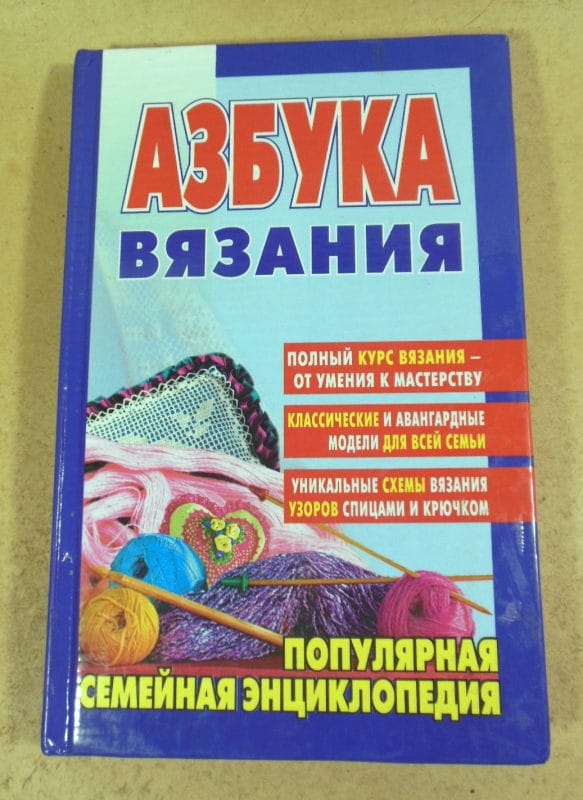 АЗБУКА
ВЯЗАНИЯ
ПОЛНЫЙ КУРС ВЯЗАНИЯ –
ОТ УМЕНИЯ К МАСТЕРСТВУ
КЛАССИЧЕСКИЕ И АВАНГАРДНЫЕ
МОДЕЛИ ДЛЯ ВСЕЙ СЕМЬИ
УНИКАЛЬНЫЕ СХЕМЫ ВЯЗАНИЯ
УЗОРОВ СПИЦАМИ И КРЮЧКОМ
ПОПУЛЯРНАЯ
СЕМЕЙНАЯ ЭНЦИКЛОПЕДИЯ